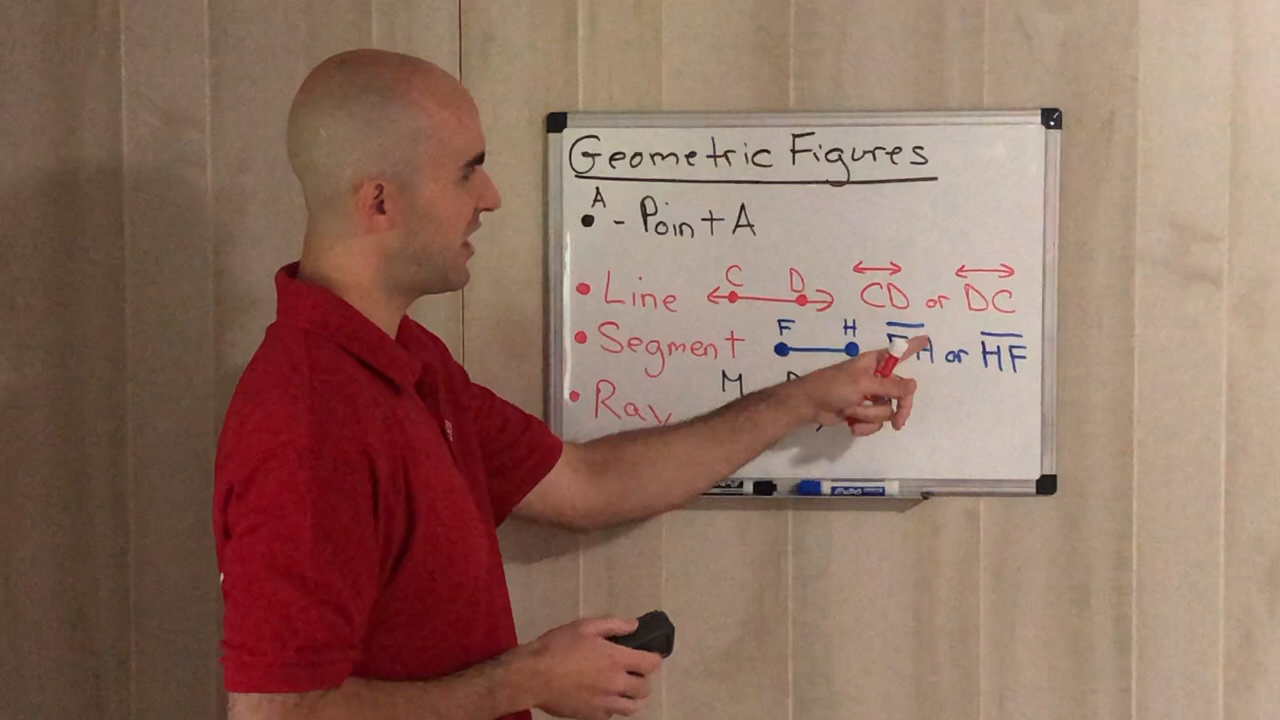 Geometric Figures
A
• - Point A
• Line C D CD or DC
• Segment F H FH or HF
• Ray M